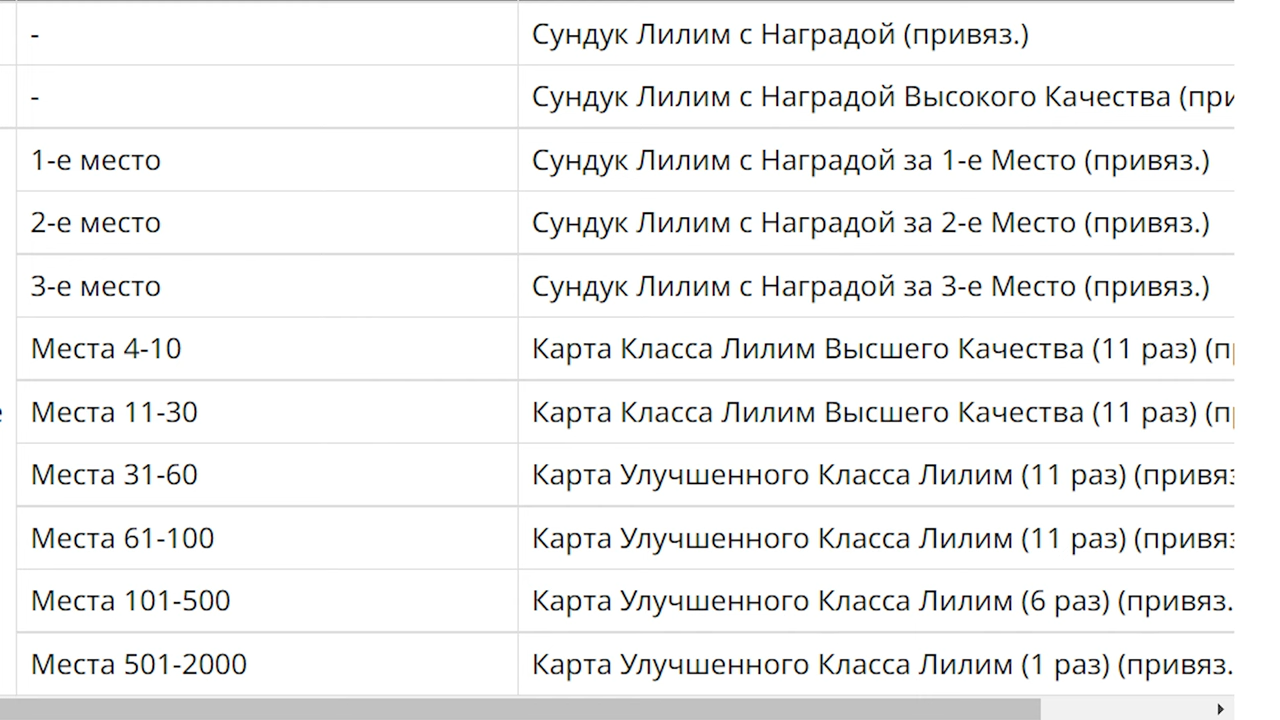 - Сундук Лилим с Наградой (привяз.)
- Сундук Лилим с Наградой Высокого Качества
1-е место Сундук Лилим с Наградой за 1-е Место (привяз.)
2-е место Сундук Лилим с Наградой за 2-е Место (привяз.)
3-е место Сундук Лилим с Наградой за 3-е Место (привяз.)
Места 4-10 Карта Класса Лилим Высшего Качества (11 раз)
Места 11-30 Карта Класса Лилим Высшего Качества (11 раз)
Места 31-60 Карта Улучшенного Класса Лилим (11 раз)
Места 61-100 Карта Улучшенного Класса Лилим (11 раз)
Места 101-500 Карта Улучшенного Класса Лилим (6 раз) (привяз.
Места 501-2000 Карта Улучшенного Класса Лилим (1 раз) (привяз.